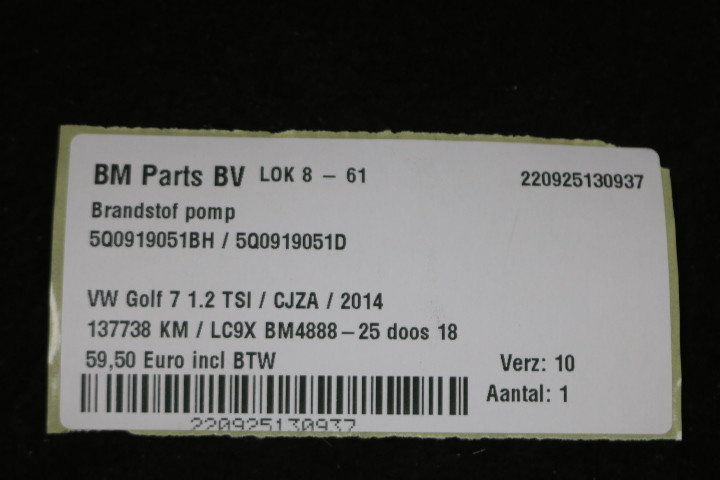 BM Parts BV LOK 8 – 61 220925130937
Brandstof pomp
5Q0919051BH / 5Q0919051D
VW Golf 7 1.2 TSI / CJZA / 2014
137738 KM / LC9X BM4888–25 doos 18
59,50 Euro incl BTW Verz: 10
Aantal: 1
220925130937